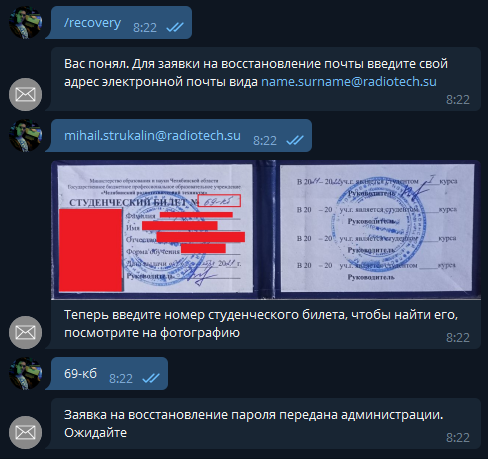 /recovery
8:22
Вас понял. Для заявки на восстановление почты введите свой
адрес электронной почты вида name.surname@radiotech.su
8:22
mihail.strukalin@radiotech.su
8:22
Министерство образования и науки Челябинской области
Государственное бюджетное профессиональное образовательное учреждение
«Челябинский радиотехнический техникум»
СТУДЕНЧЕСКИЙ БИЛЕТ № 69-кб
Фамилия
Имя
Отчество
Форма обучения
Дата выдачи
Руководитель
В 20 –20 уч.г. является студентом I курса
Руководитель
В 20 –20 уч.г. является студентом курса
Руководитель
В 20 –20 уч.г. является студентом курса
Руководитель
В 20 –20 уч.г. является студентом курса
Руководитель
Теперь введите номер студенческого билета, чтобы найти его,
посмотрите на фотографию
8:22
69-кб
8:22
Заявка на восстановление пароля передана администрации.
Ожидайте
8:22